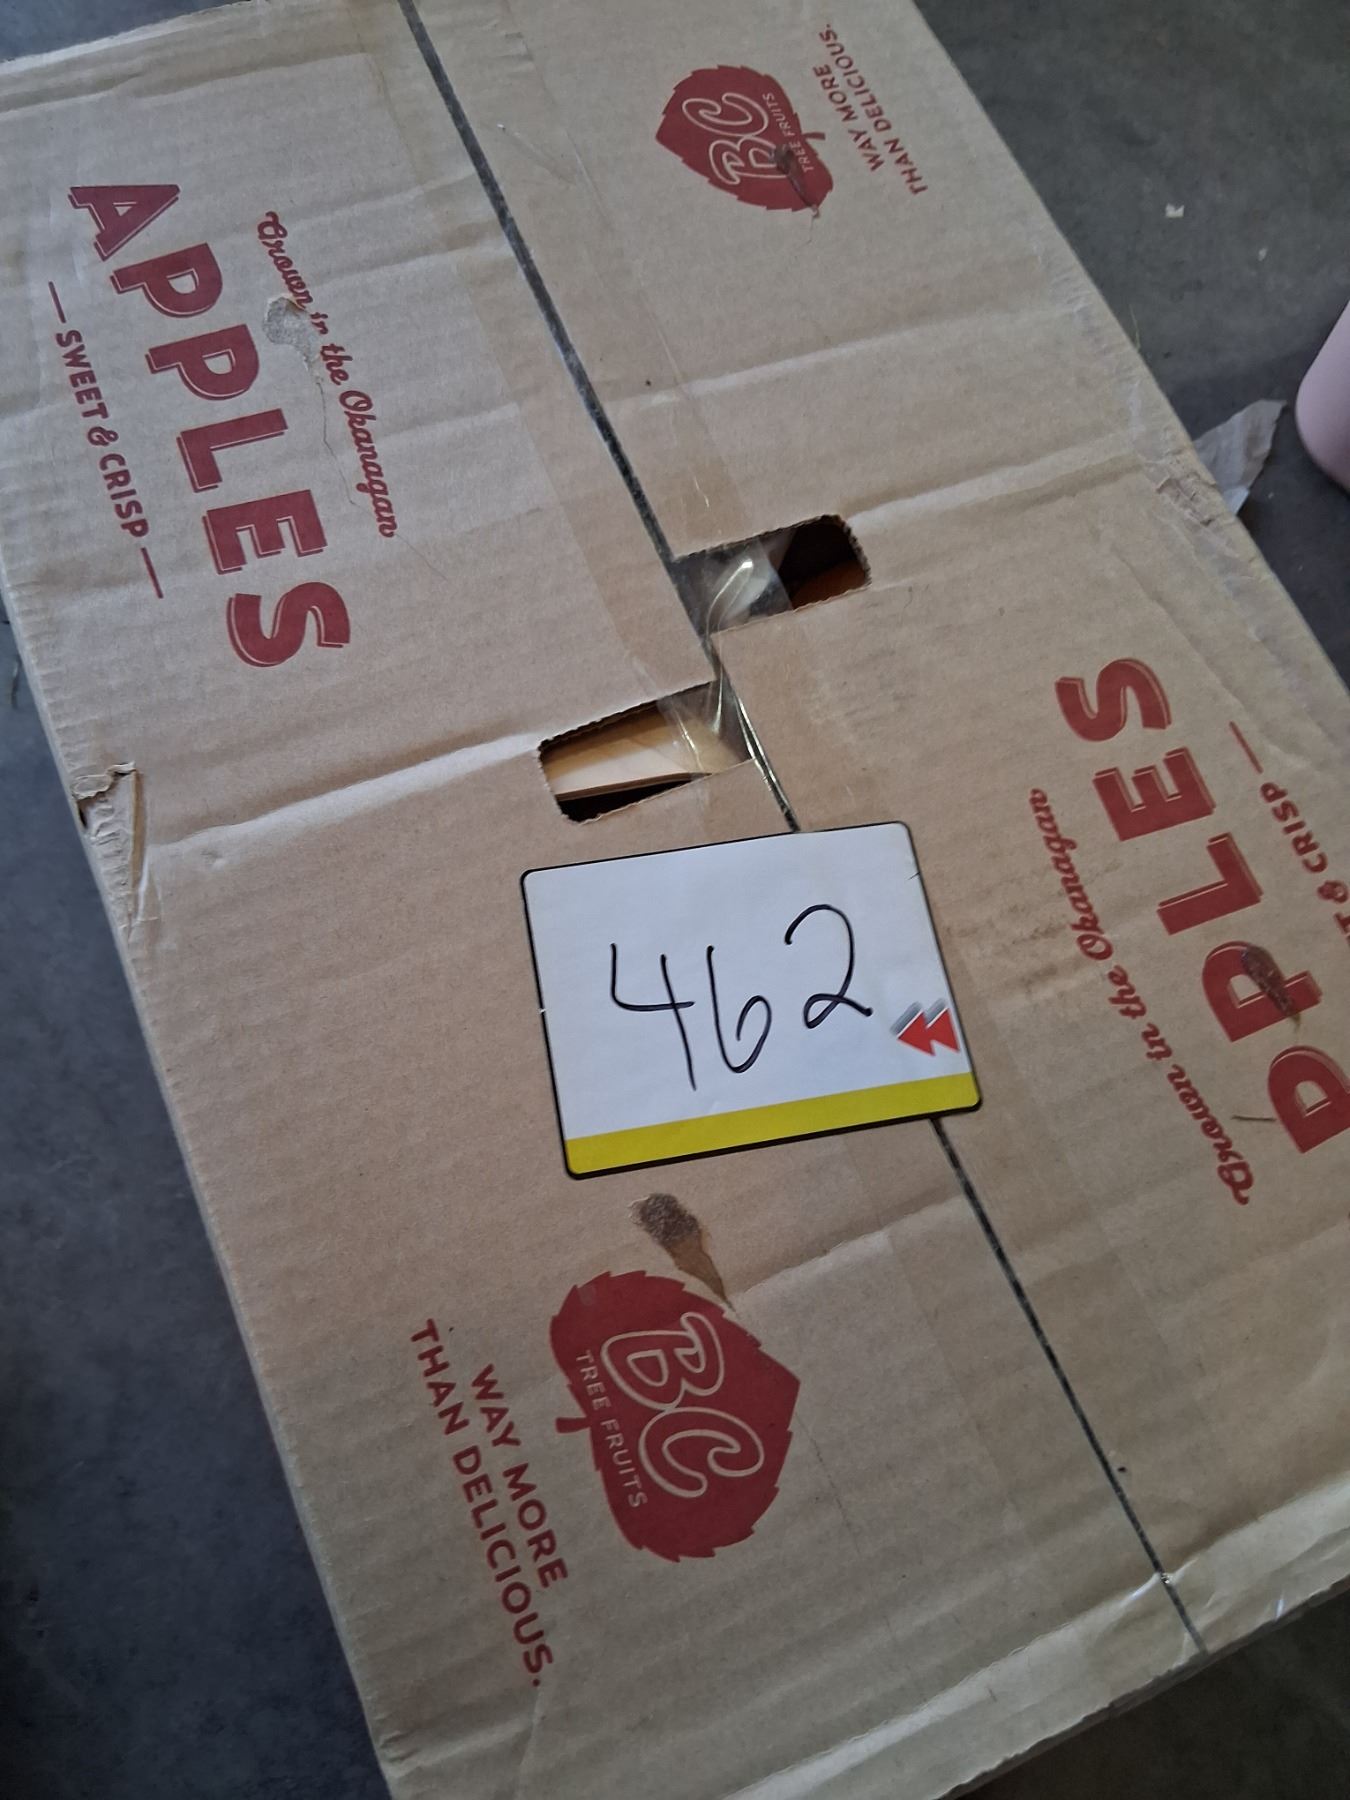 BC
TREE FRUITS
WAY MORE
THAN DELICIOUS.
Grown in the Okanagan
APPLES
— SWEET & CRISP —
Grown in the Okanagan
PPLES
T & CRISP —
462
BC
TREE FRUITS
WAY MORE
THAN DELICIOUS.